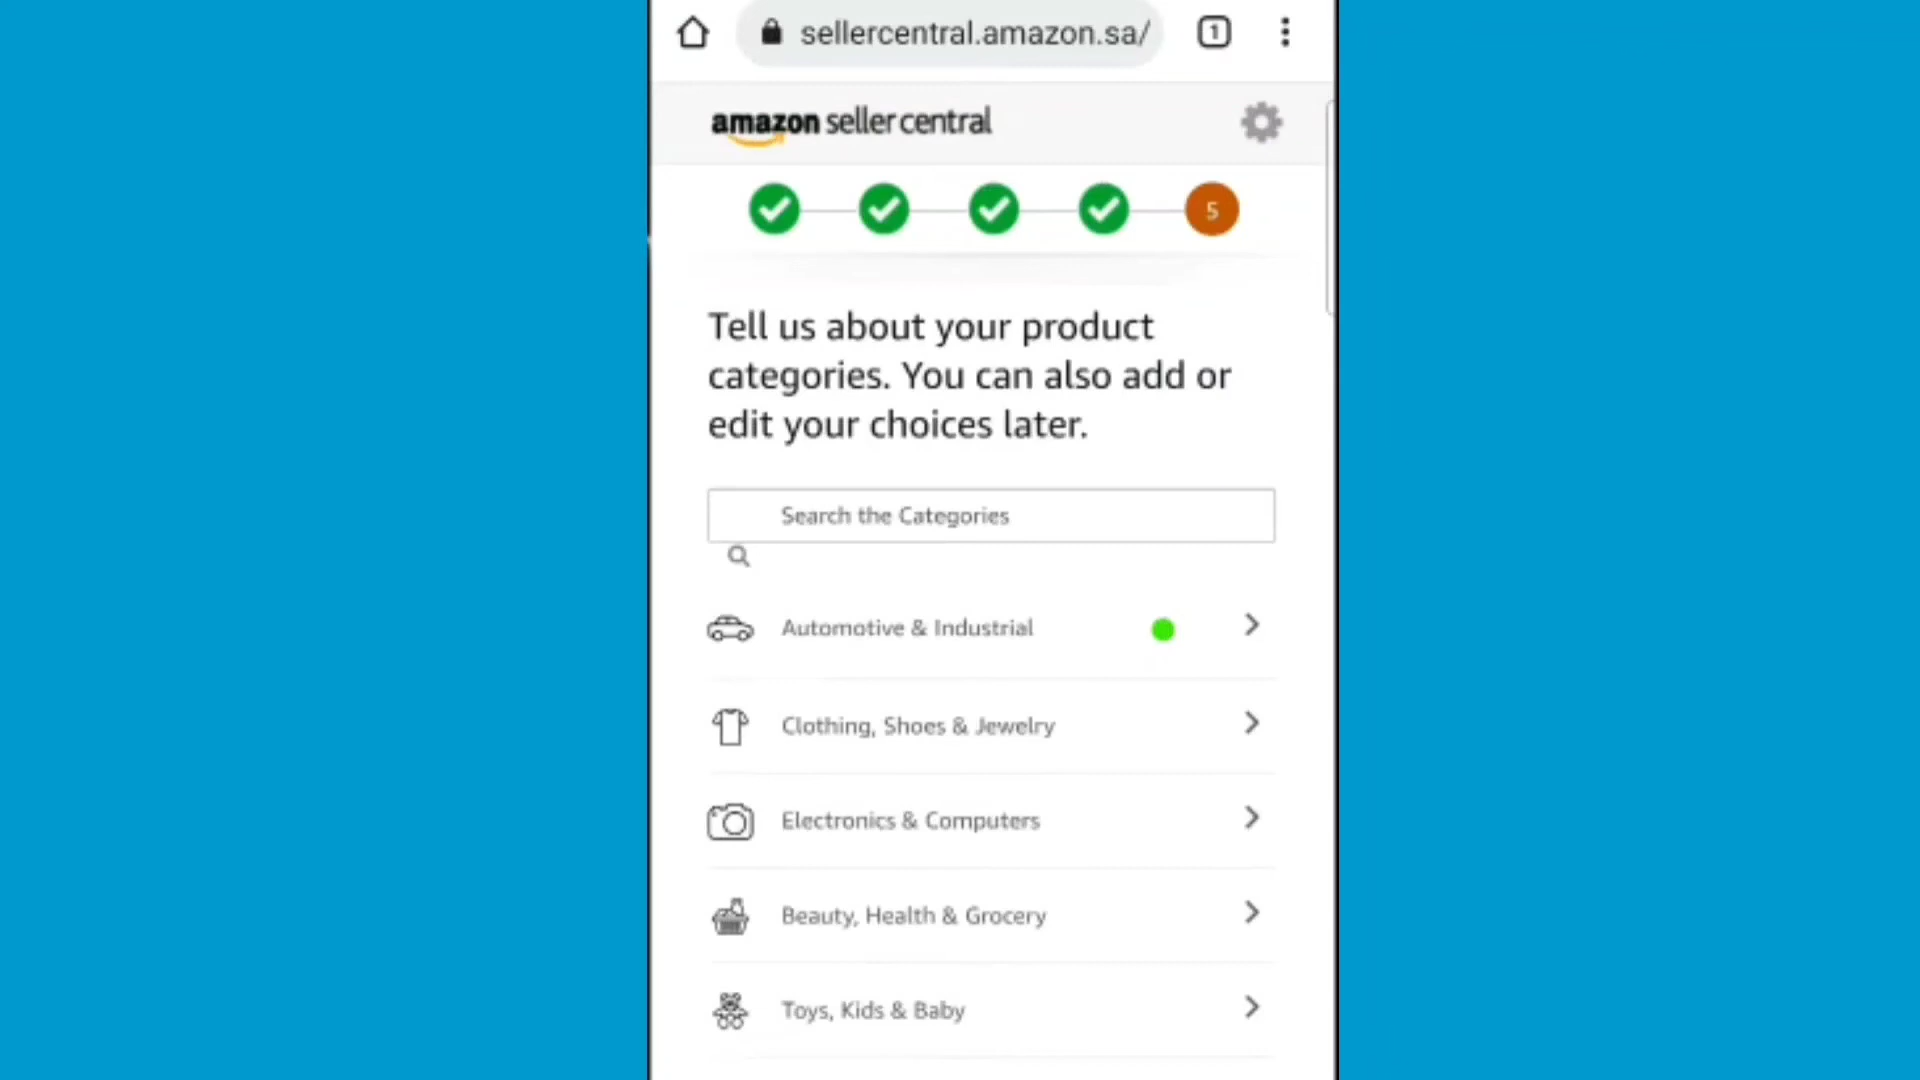 sellercentral.amazon.sa/
1
amazon seller central
5
Tell us about your product
categories. You can also add or
edit your choices later.
Search the Categories
Automotive & Industrial
Clothing, Shoes & Jewelry
Electronics & Computers
Beauty, Health & Grocery
Toys, Kids & Baby